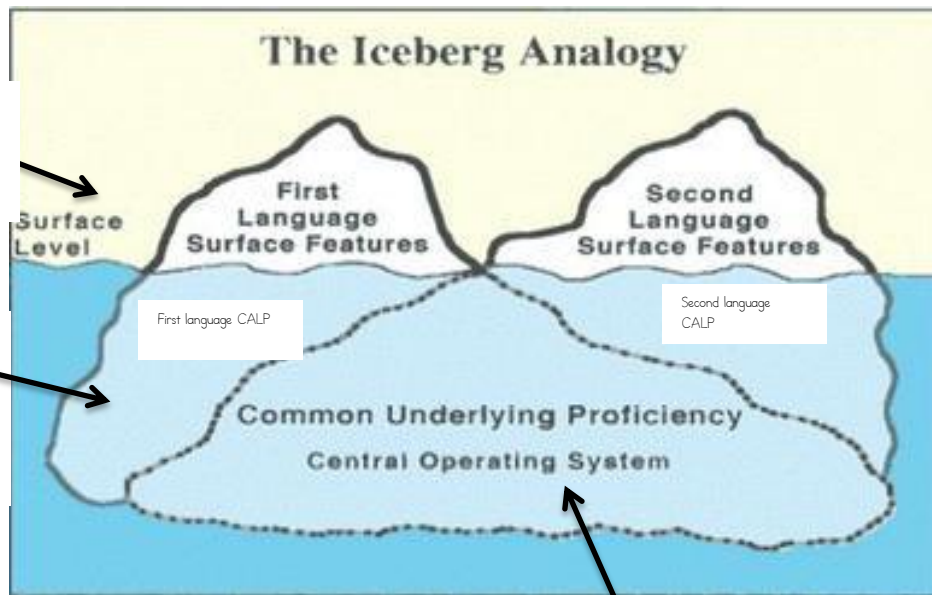 The Iceberg Analogy
First
Language
Surface Features
Second
Language
Surface Features
Surface
Level
First language CALP
Second language
CALP
Common Underlying Proficiency
Central Operating System